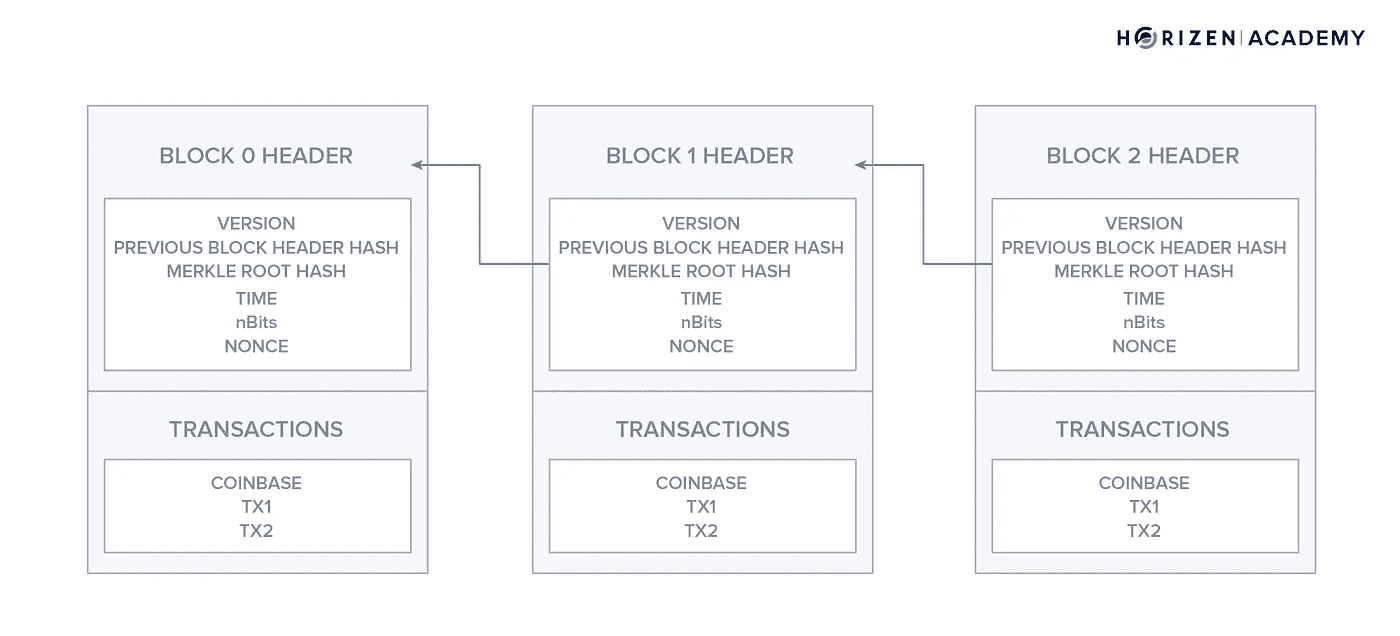 HORIZEN | ACADEMY
BLOCK 0 HEADER
VERSION
PREVIOUS BLOCK HEADER HASH
MERKLE ROOT HASH
TIME
nBits
NONCE
TRANSACTIONS
COINBASE
TX1
TX2
BLOCK 1 HEADER
VERSION
PREVIOUS BLOCK HEADER HASH
MERKLE ROOT HASH
TIME
nBits
NONCE
TRANSACTIONS
COINBASE
TX1
TX2
BLOCK 2 HEADER
VERSION
PREVIOUS BLOCK HEADER HASH
MERKLE ROOT HASH
TIME
nBits
NONCE
TRANSACTIONS
COINBASE
TX1
TX2